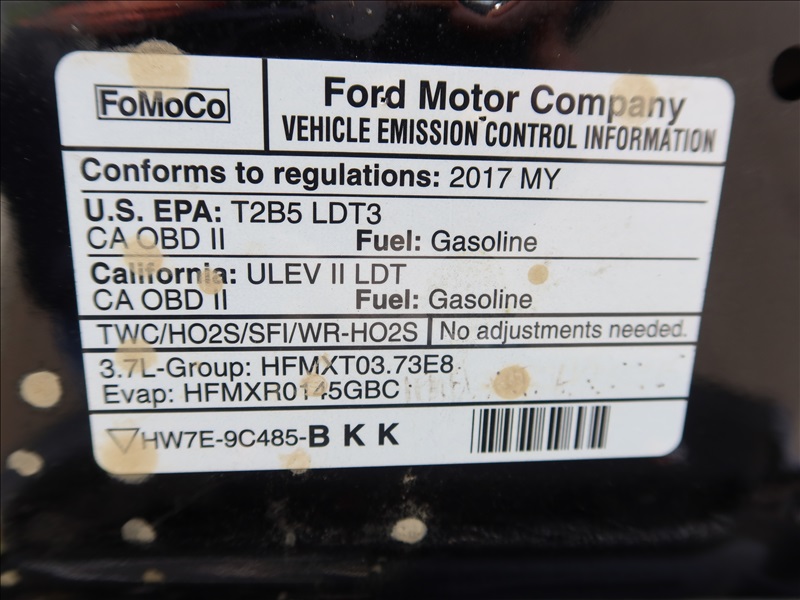 FoMoCo
Ford Motor Company
VEHICLE EMISSION CONTROL INFORMATION
Conforms to regulations: 2017 MY
U.S. EPA: T2B5 LDT3
CA OBD II Fuel: Gasoline
California: ULEV II LDT
CA OBD II Fuel: Gasoline
TWC/HO2S/SFI/WR-HO2S No adjustments needed.
3.7L-Group: HFMXT03.73E8
Evap: HFMXR0145GBC
HW7E-9C485-BKK